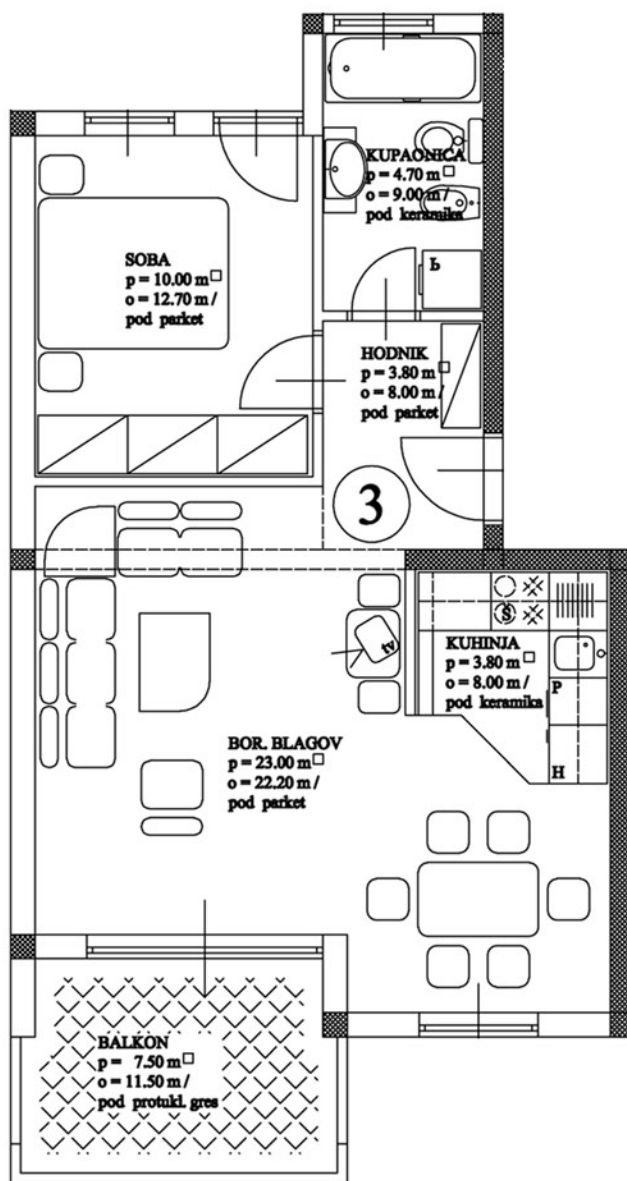 KUPAONICA
p = 4.70 m□
o = 9.00 m /
pod keramika
SOBA
p = 10.00 m□
o = 12.70 m /
pod parket
HODNIK
p = 3.80 m□
o = 8.00 m /
pod parket
3
S
tv
KUHINJA
p = 3.80 m□
o = 8.00 m /
pod keramika
P
H
BOR. BLAGOV
p = 23.00 m□
o = 22.20 m /
pod parket
BALKON
p = 7.50 m□
o = 11.50 m /
pod protukl. gres